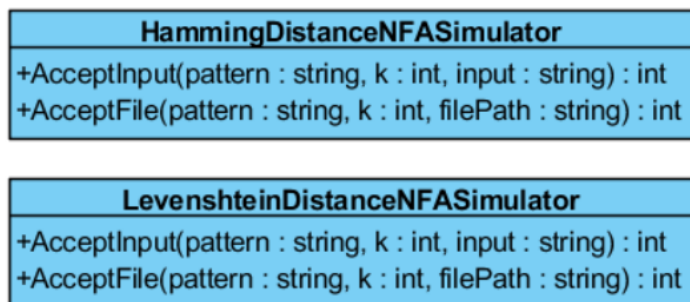 HammingDistanceNFASimulator
+AcceptInput(pattern : string, k : int, input : string) : int
+AcceptFile(pattern : string, k : int, filePath : string) : int
LevenshteinDistanceNFASimulator
+AcceptInput(pattern : string, k : int, input : string) : int
+AcceptFile(pattern : string, k : int, filePath : string) : int